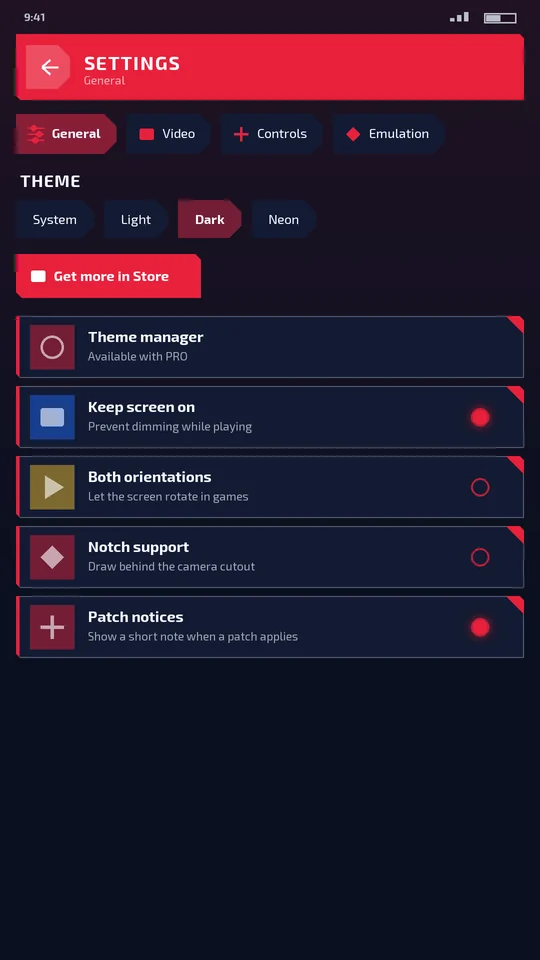 9:41
SETTINGS
General
General
Video
Controls
Emulation
THEME
System
Light
Dark
Neon
Get more in Store
Theme manager
Available with PRO
Keep screen on
Prevent dimming while playing
Both orientations
Let the screen rotate in games
Notch support
Draw behind the camera cutout
Patch notices
Show a short note when a patch applies